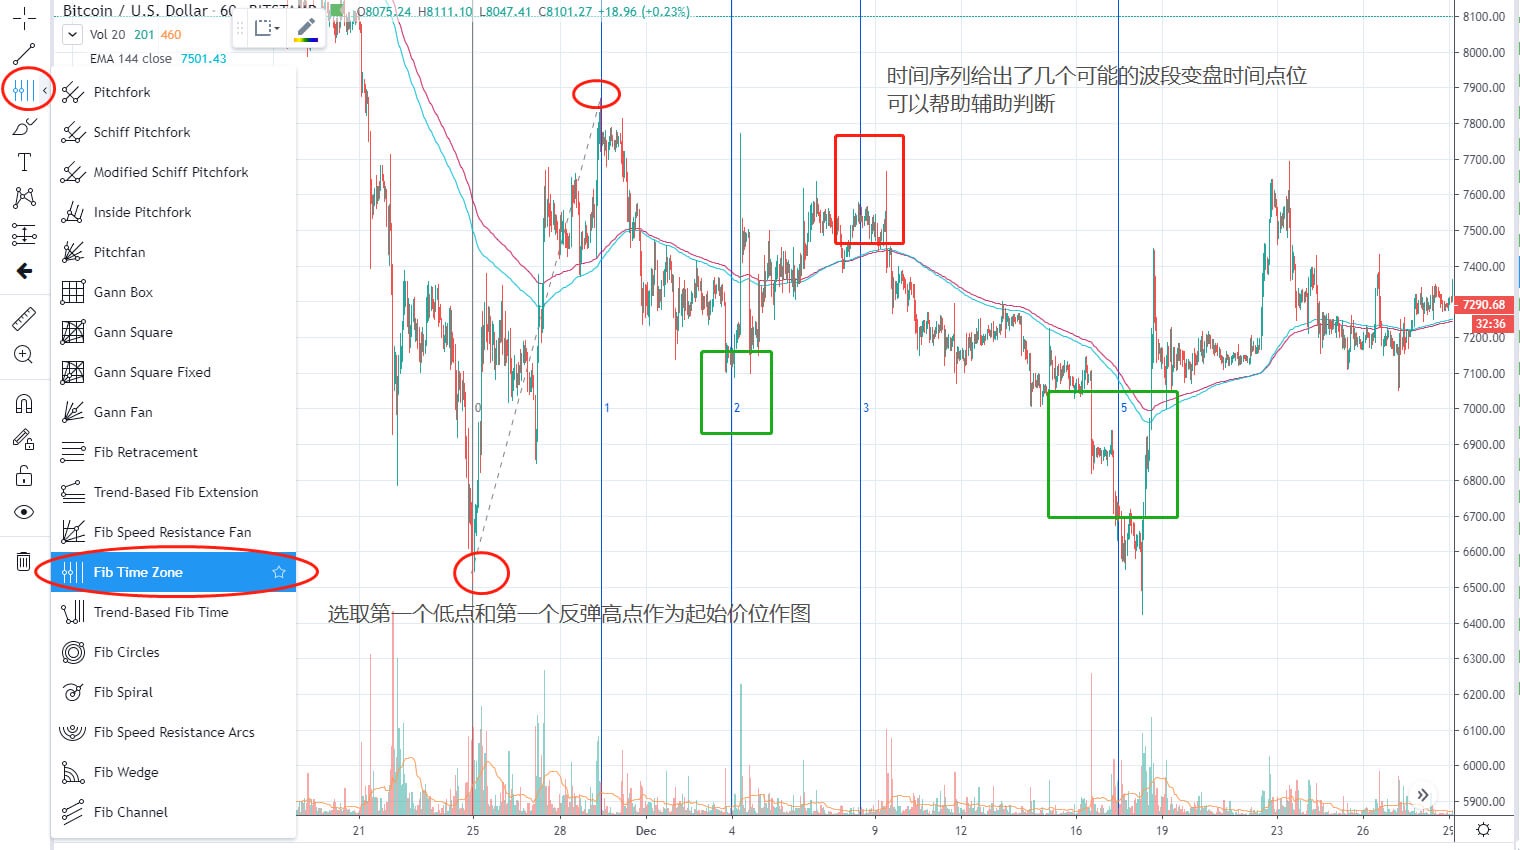 Bitcoin / U.S. Dollar · 60
O8075.24 H8111.10 L8047.41 C8101.27 +18.96 (+0.23%)
Vol 20 201 460
EMA 144 close 7501.43
Pitchfork
Schiff Pitchfork
Modified Schiff Pitchfork
Inside Pitchfork
Pitchfan
Gann Box
Gann Square
Gann Square Fixed
Gann Fan
Fib Retracement
Trend-Based Fib Extension
Fib Speed Resistance Fan
Fib Time Zone
Trend-Based Fib Time
Fib Circles
Fib Spiral
Fib Speed Resistance Arcs
Fib Wedge
Fib Channel
时间序列给出了几个可能的波段变盘时间点位
可以帮助辅助判断
0
1
2
3
5
选取第一个低点和第一个反弹高点作为起始价位作图
8100.00
8000.00
7900.00
7800.00
7700.00
7600.00
7500.00
7400.00
7290.68
32:36
7200.00
7100.00
7000.00
6900.00
6800.00
6700.00
6600.00
6500.00
6400.00
6300.00
6200.00
6100.00
6000.00
5900.00
21 25 28 Dec 4 9 12 16 19 23 26 29